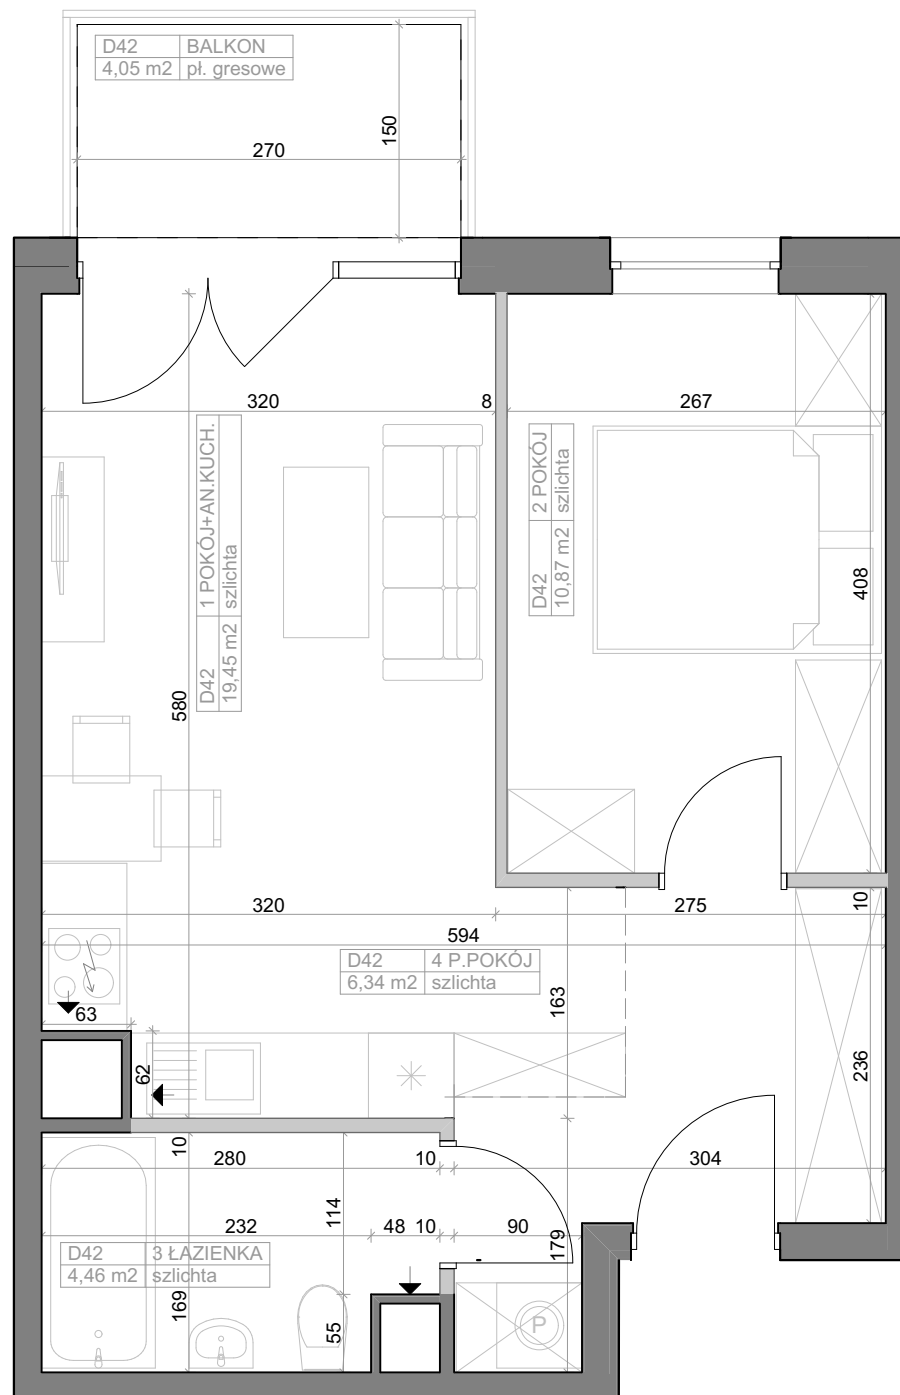 D42 BALKON
4,05 m2 pł. gresowe
150
270
320
8
267
D42 1 POKÓJ+AN.KUCH.
19,45 m2 szlichta
D42 2 POKÓJ
10,87 m2 szlichta
408
580
320
275
10
594
D42 4 P.POKÓJ
6,34 m2 szlichta
163
63
62
236
10
280
10
304
114
232
48
10
90
179
D42 3 ŁAZIENKA
4,46 m2 szlichta
169
55
P